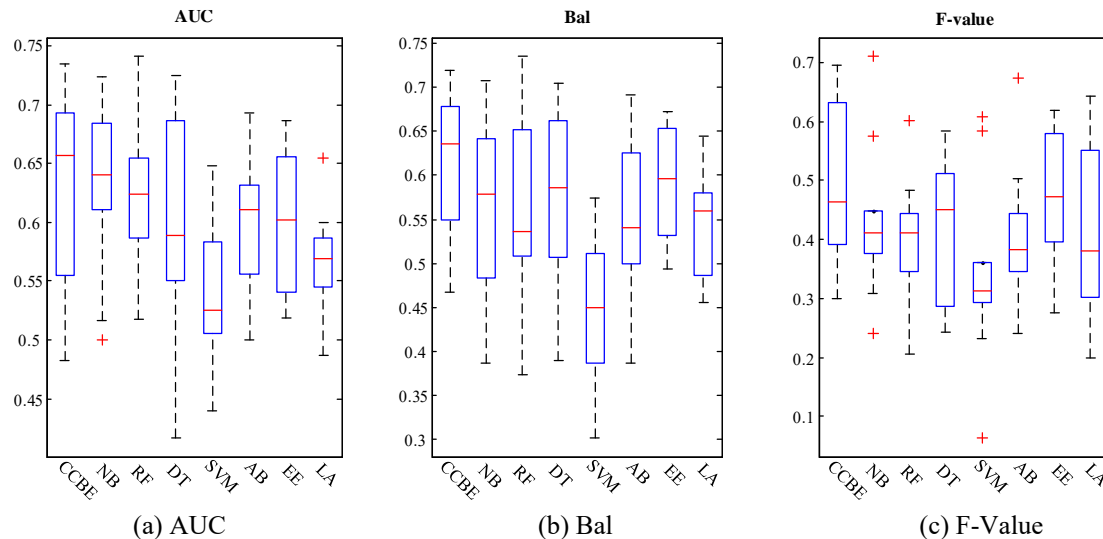 AUC
0.75
0.7
0.65
0.6
0.55
0.5
0.45
CCBE
NB
RF
DT
SVM
AB
EE
LA
(a) AUC
Bal
0.75
0.7
0.65
0.6
0.55
0.5
0.45
0.4
0.35
0.3
CCBE
NB
RF
DT
SVM
AB
EE
LA
(b) Bal
F-value
0.7
0.6
0.5
0.4
0.3
0.2
0.1
CCBE
NB
RF
DT
SVM
AB
EE
LA
(c) F-Value